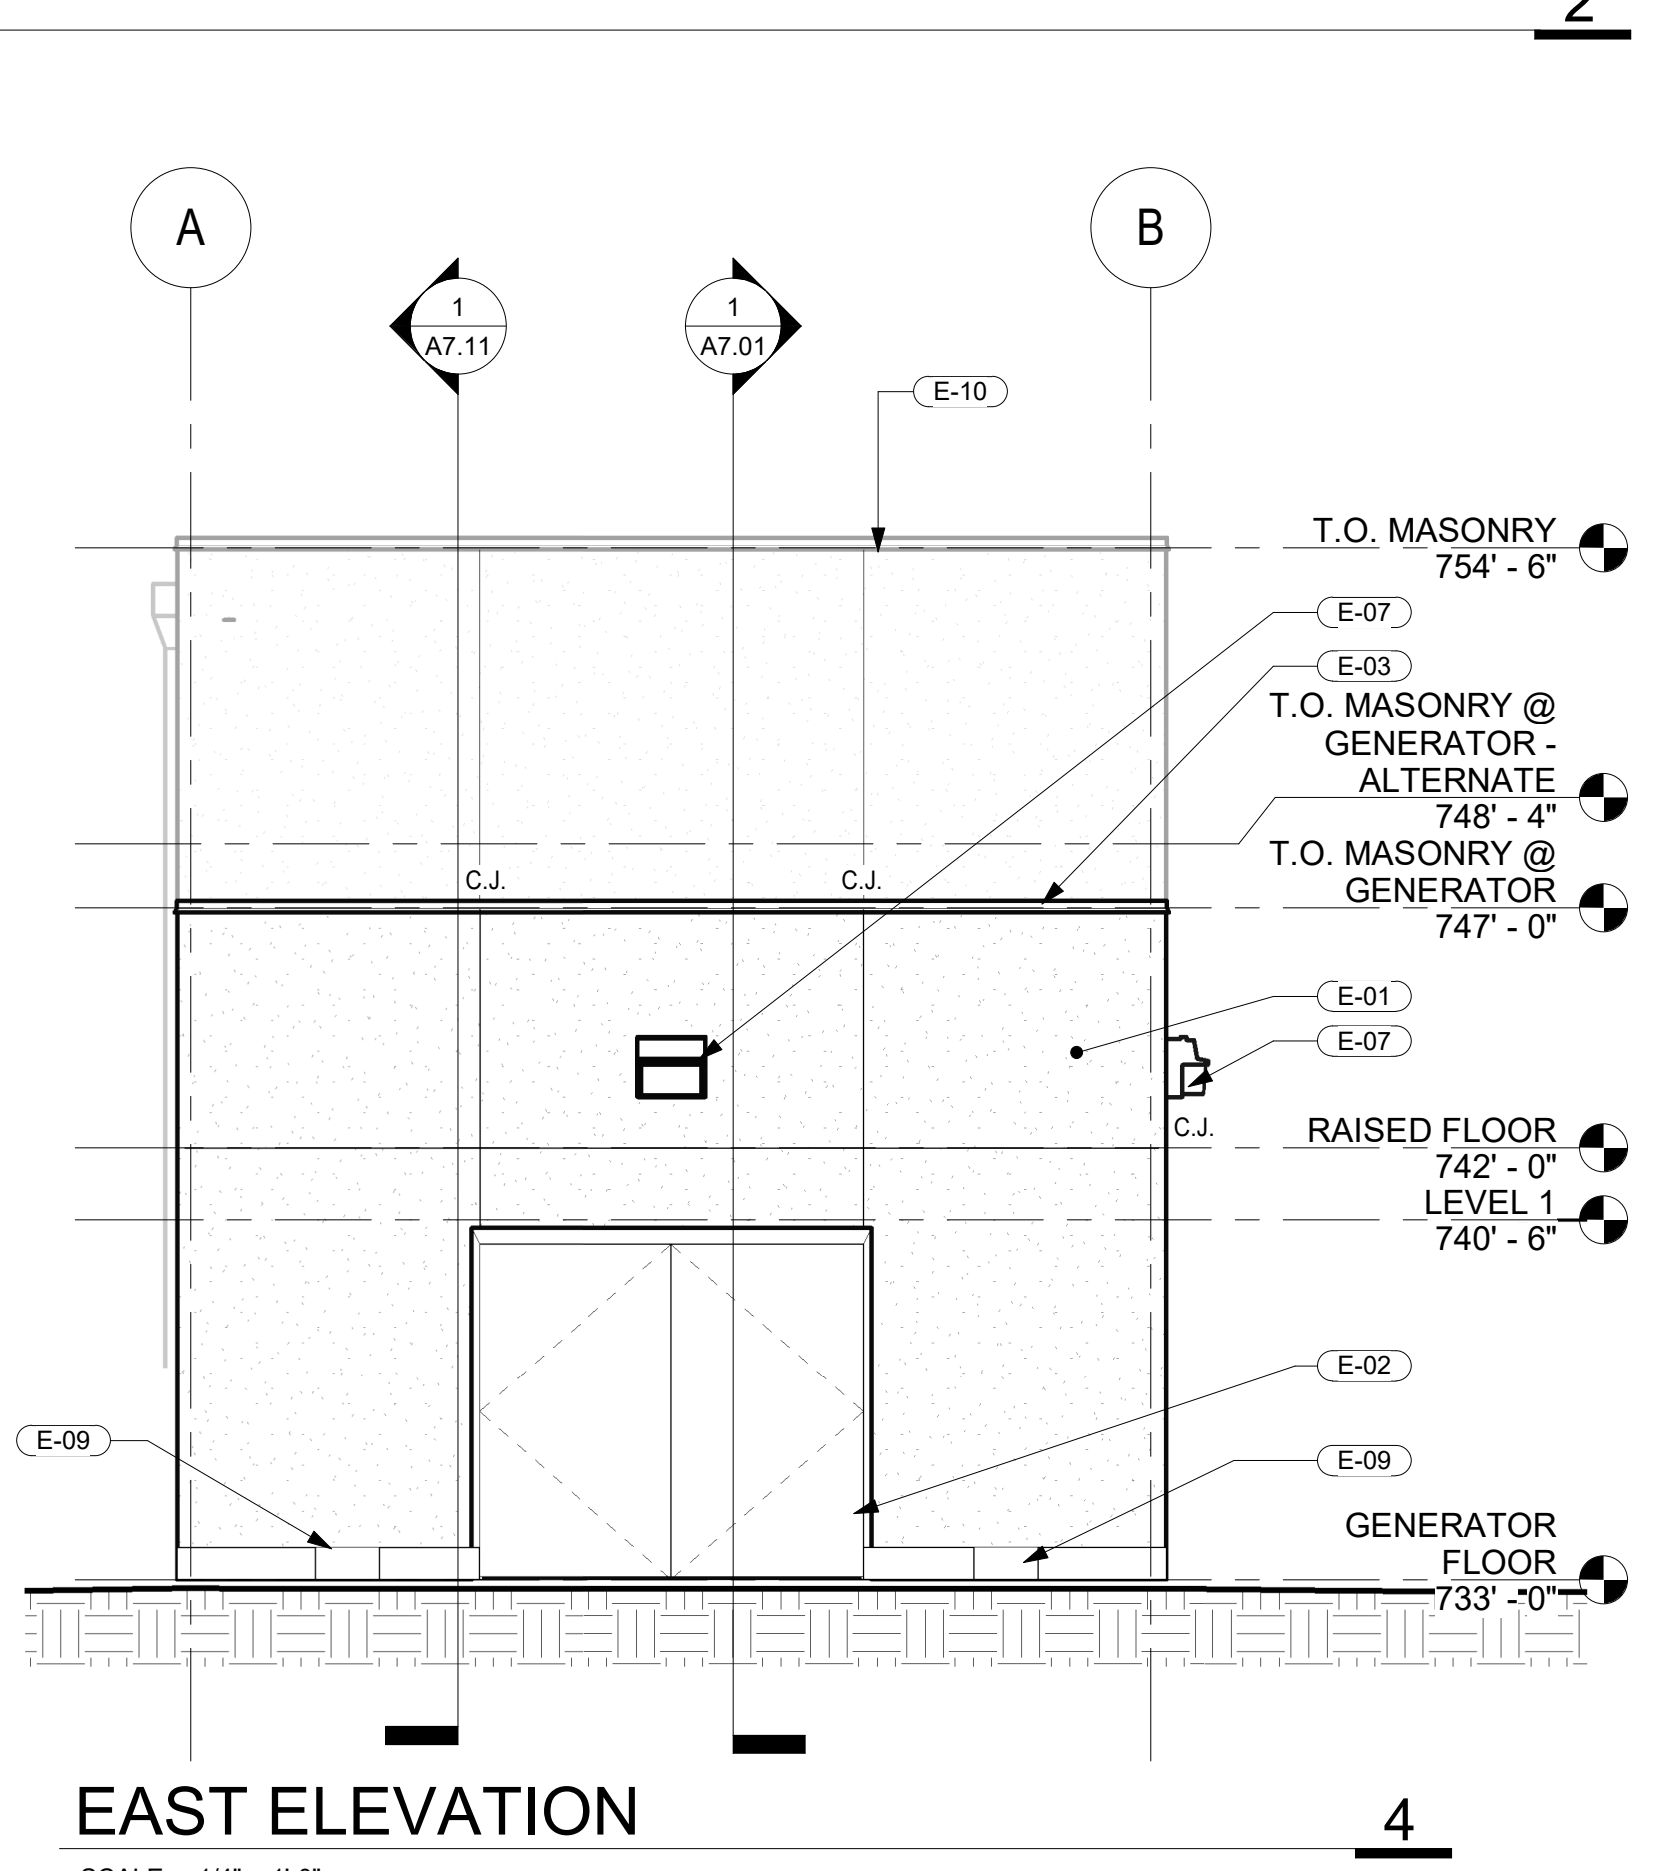 2
A
B
1
A7.11
1
A7.01
E-10
T.O. MASONRY
754' - 6"
E-07
E-03
T.O. MASONRY @
GENERATOR -
ALTERNATE
748' - 4"
T.O. MASONRY @
GENERATOR
747' - 0"
C.J.
C.J.
E-01
E-07
C.J.
RAISED FLOOR
742' - 0"
LEVEL 1
740' - 6"
E-02
E-09
E-09
GENERATOR
FLOOR
733' - 0"
EAST ELEVATION
4